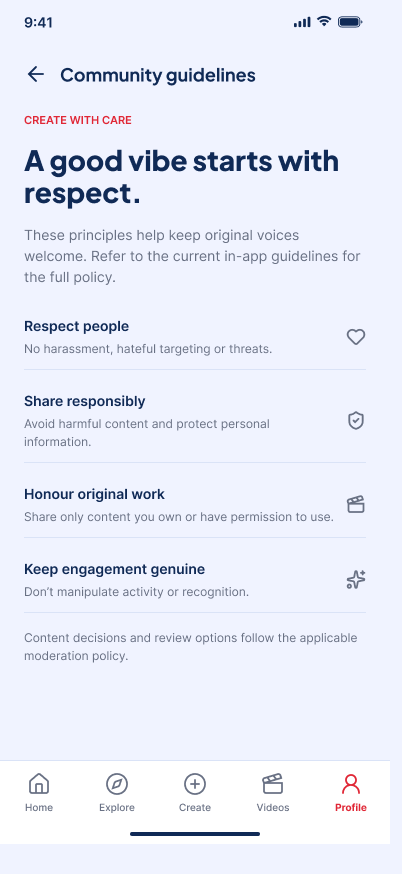 9:41
Community guidelines
CREATE WITH CARE
A good vibe starts with
respect.
These principles help keep original voices
welcome. Refer to the current in-app guidelines for
the full policy.
Respect people
No harassment, hateful targeting or threats.
Share responsibly
Avoid harmful content and protect personal
information.
Honour original work
Share only content you own or have permission to use.
Keep engagement genuine
Don’t manipulate activity or recognition.
Content decisions and review options follow the applicable
moderation policy.
Home Explore Create Videos Profile